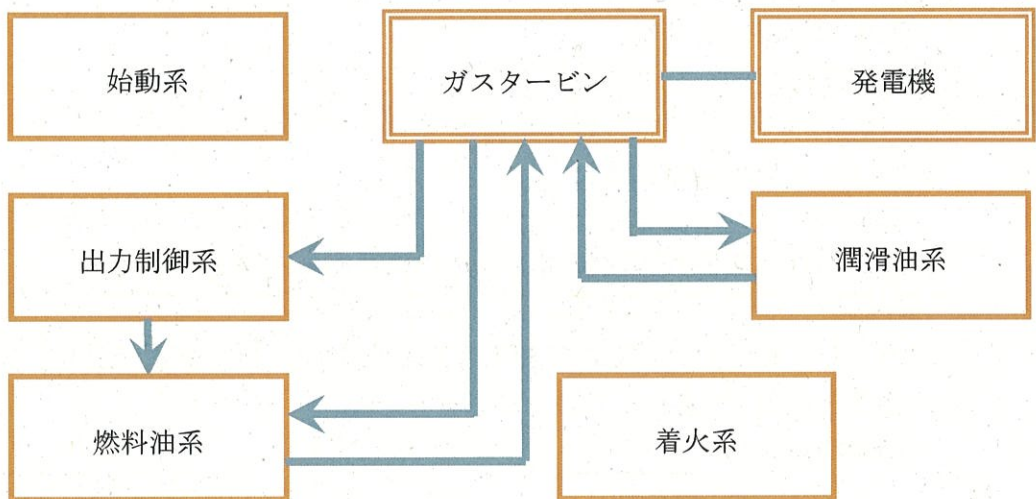 始動系
ガスタービン
発電機
出力制御系
潤滑油系
燃料油系
着火系